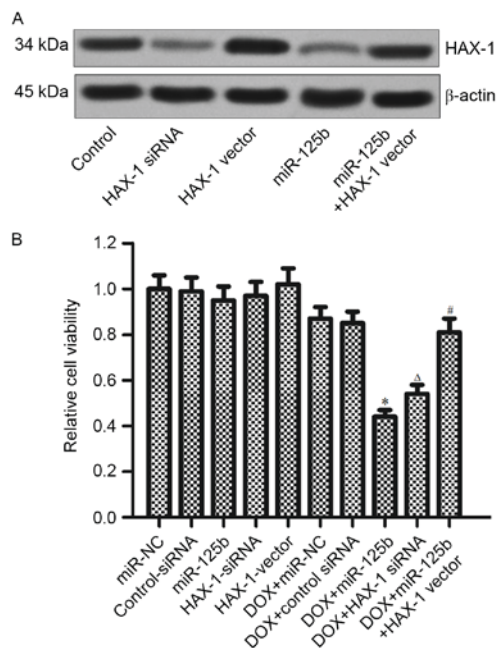 A
34 kDa
HAX-1
45 kDa
β-actin
Control
HAX-1 siRNA
HAX-1 vector
miR-125b
miR-125b
+HAX-1 vector
B
Relative cell viability
1.2
1.0
0.8
0.6
0.4
0.2
0.0
*
Δ
#
miR-NC
Control-siRNA
miR-125b
HAX-1-siRNA
HAX-1-vector
DOX+miR-NC
DOX+control siRNA
DOX+miR-125b
DOX+HAX-1 siRNA
DOX+miR-125b
+HAX-1 vector